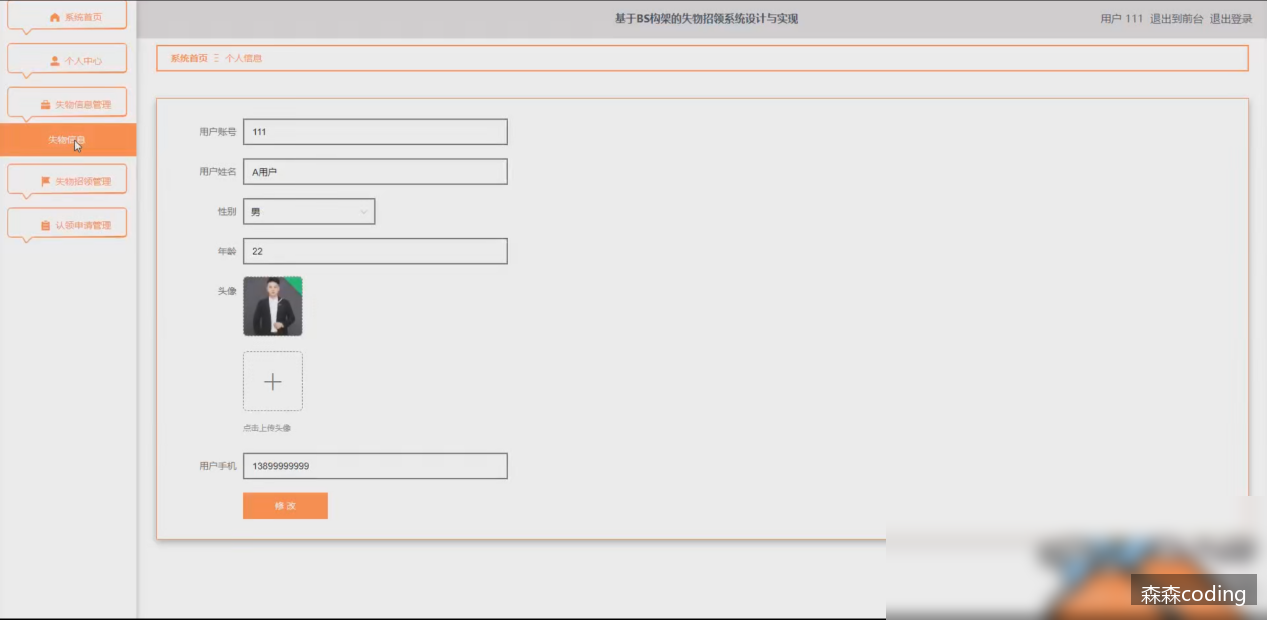 系统首页
基于BS构架的失物招领系统设计与实现
用户 111 退出到前台 退出登录
个人中心
系统首页 Ξ 个人信息
失物信息管理
失物信息
失物招领管理
认领申请管理
用户账号 111
用户姓名 A用户
性别 男
年龄 22
头像
点击上传头像
用户手机 13899999999
修改
森森coding